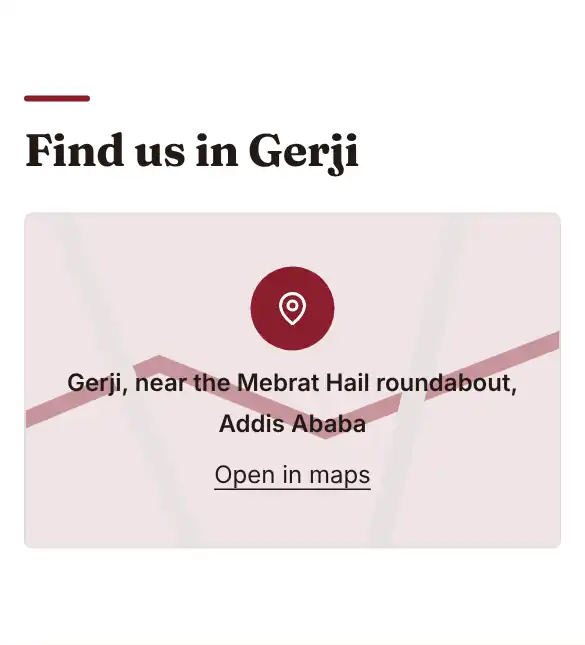 Find us in Gerji
Gerji, near the Mebrat Hail roundabout,
Addis Ababa
Open in maps